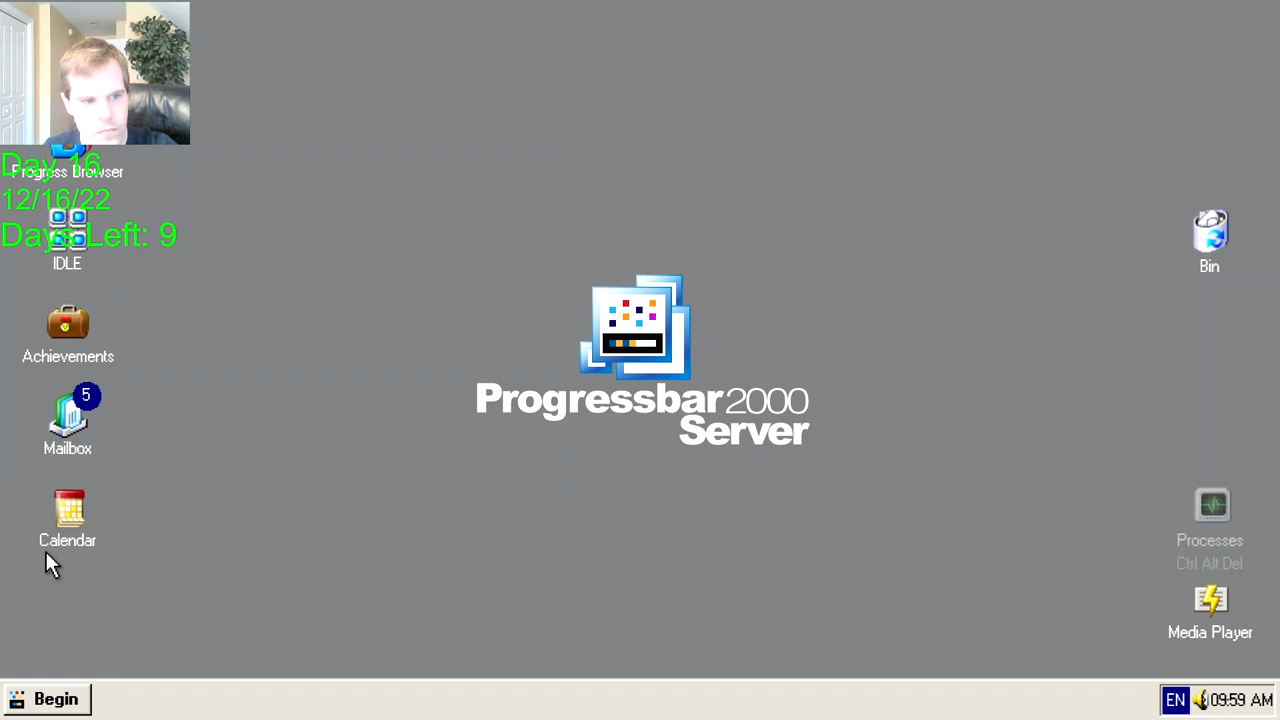 Day 16
Progress Browser
12/16/22
Days Left: 9
IDLE
Bin
Achievements
5
Mailbox
Progressbar2000
Server
Calendar
Processes
Ctrl Alt Del
Media Player
Begin
EN 09:59 AM